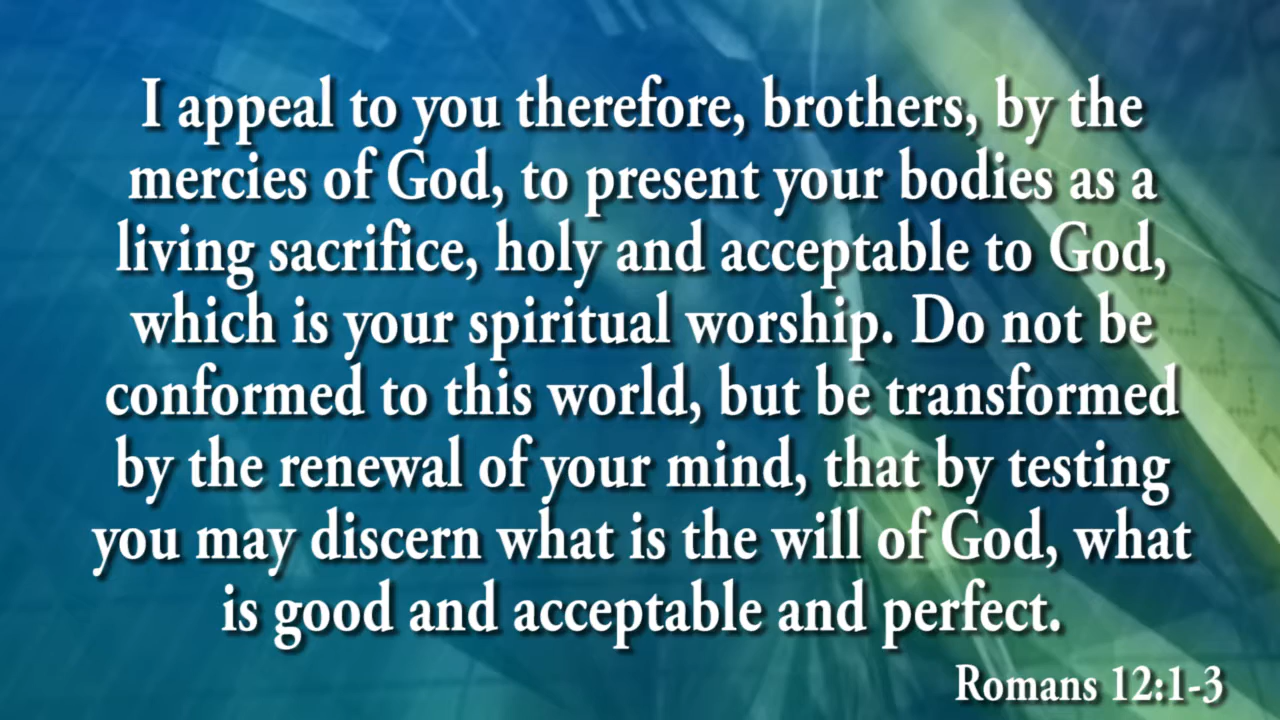 I appeal to you therefore, brothers, by the
mercies of God, to present your bodies as a
living sacrifice, holy and acceptable to God,
which is your spiritual worship. Do not be
conformed to this world, but be transformed
by the renewal of your mind, that by testing
you may discern what is the will of God, what
is good and acceptable and perfect.
Romans 12:1-3